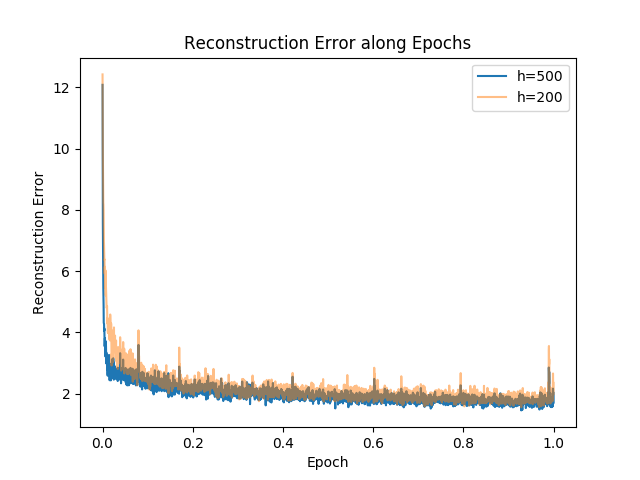 Reconstruction Error along Epochs
h=500
h=200
12
10
8
6
4
2
Reconstruction Error
0.0 0.2 0.4 0.6 0.8 1.0
Epoch